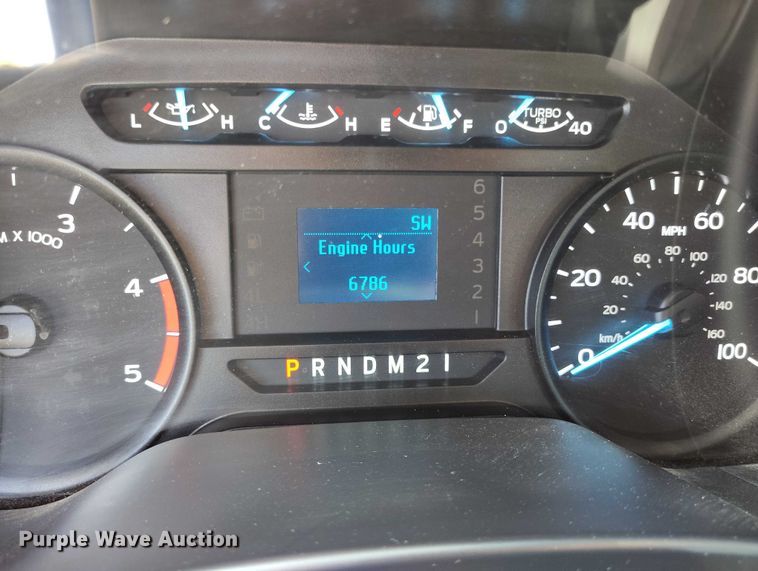 L H C H E F 0 TURBO PSI 40
SW
Engine Hours
6786
6
5
4
3
2
1
3
M X 1000
4
5
P R N D M 2 1
0 20 40 60 80 100
MPH
20 40 60 80 100 120 140 160
km/h
Purple Wave Auction